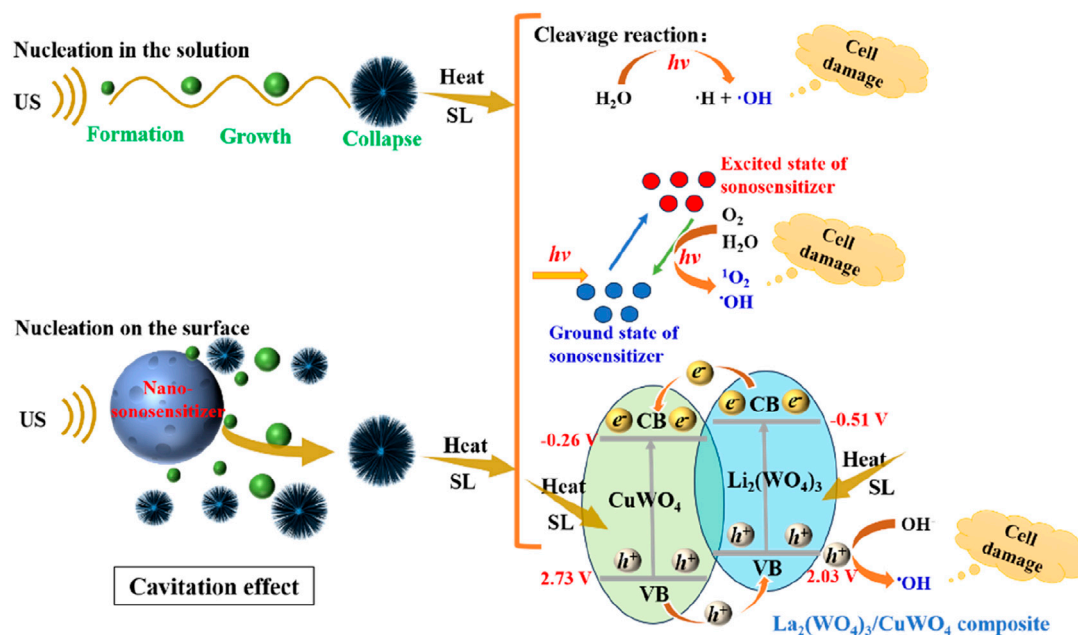 Nucleation in the solution
US
Formation
Growth
Collapse
Heat
SL
Cleavage reaction:
hv
H₂O
·H + ·OH
Cell
damage
Excited state of
sonosensitizer
O₂
H₂O
hv
hv
¹O₂
·OH
Cell
damage
Ground state of
sonosensitizer
Nucleation on the surface
Nano-
sonosensitizer
US
Heat
SL
Cavitation effect
e⁻
e⁻ CB e⁻
e⁻ CB e⁻
-0.26 V
-0.51 V
Heat
SL
CuWO₄
Li₂(WO₄)₃
Heat
SL
h⁺ h⁺
h⁺ h⁺
2.73 V
VB
VB
2.03 V
h⁺
h⁺
OH
·OH
Cell
damage
La₂(WO₄)₃/CuWO₄ composite